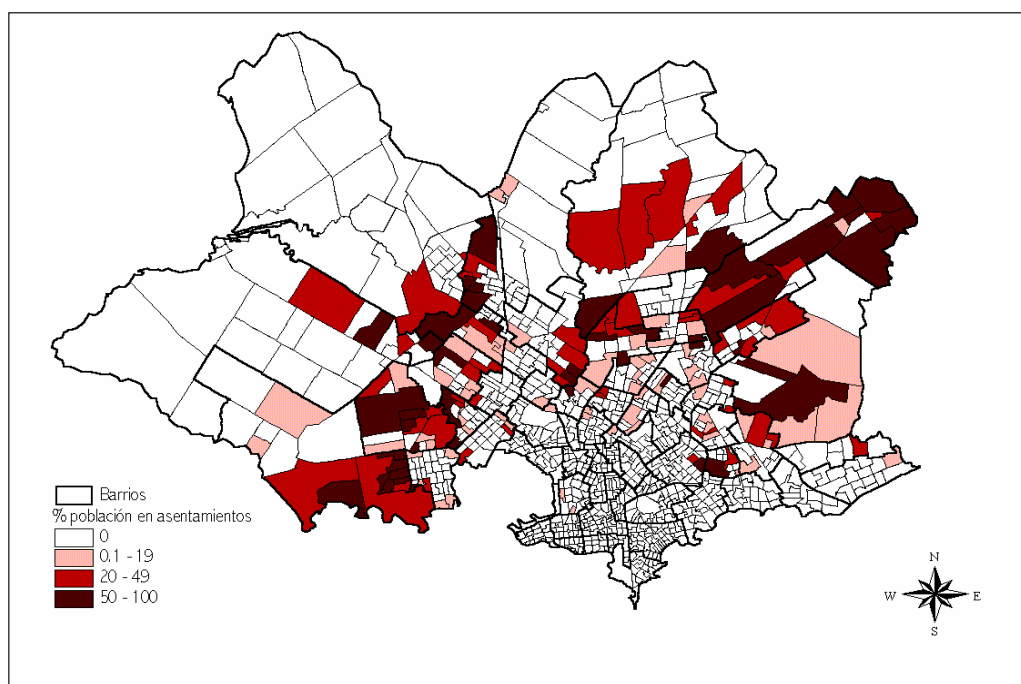 Barrios
% población en asentamientos
0
0.1 - 19
20 - 49
50 - 100
N
W E
S